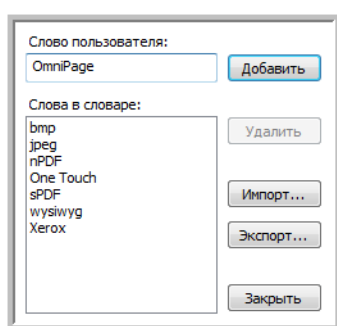 Слово пользователя:
OmniPage
Добавить
Слова в словаре:
bmp
jpeg
nPDF
One Touch
sPDF
wysiwyg
Xerox
Удалить
Импорт...
Экспорт...
Закрыть